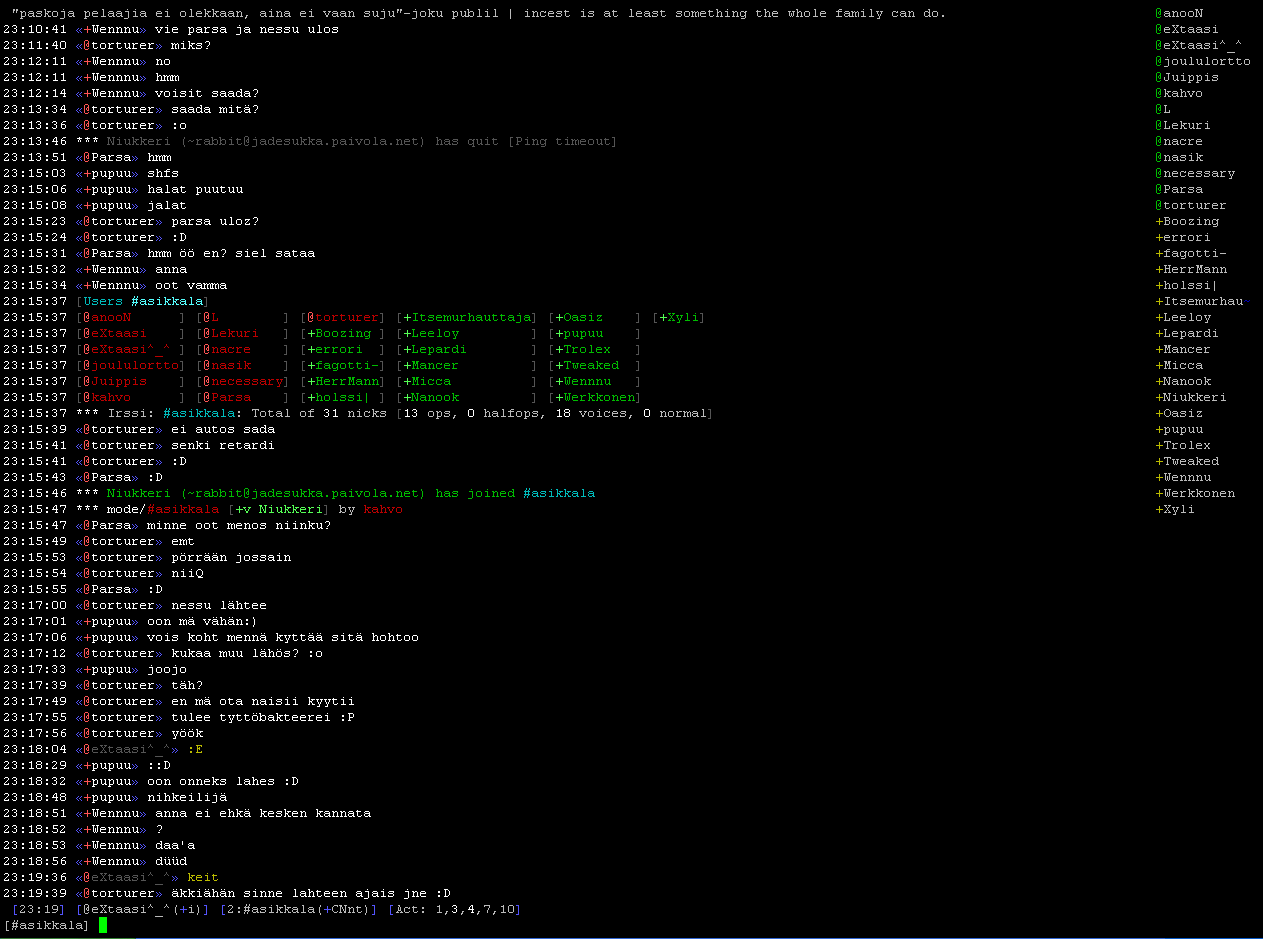 "paskoja pelaajia ei olekkaan, aina ei vaan suju"-joku publil | incest is at least something the whole family can do.
23:10:41 «+Wennnu» vie parsa ja nessu ulos
23:11:40 «@torturer» miks?
23:12:11 «+Wennnu» no
23:12:11 «+Wennnu» hmm
23:12:14 «+Wennnu» voisit saada?
23:13:34 «@torturer» saada mitä?
23:13:36 «@torturer» :o
23:13:46 *** Niukkeri (~rabbit@jadesukka.paivola.net) has quit [Ping timeout]
23:13:51 «@Parsa» hmm
23:15:03 «+pupuu» shfs
23:15:06 «+pupuu» halat puutuu
23:15:08 «+pupuu» jalat
23:15:23 «@torturer» parsa uloz?
23:15:24 «@torturer» :D
23:15:31 «@Parsa» hmm öö en? siel sataa
23:15:32 «+Wennnu» anna
23:15:34 «+Wennnu» oot vamma
23:15:37 [Users #asikkala]
23:15:37 [@anooN      ] [@L        ] [@torturer] [+Itsemurhauttaja] [+Oasiz    ] [+Xyli]
23:15:37 [@eXtaasi    ] [@Lekuri   ] [+Boozing ] [+Leeloy         ] [+pupuu    ]
23:15:37 [@eXtaasi^_^ ] [@nacre    ] [+errori  ] [+Lepardi        ] [+Trolex   ]
23:15:37 [@joululortto] [@nasik    ] [+fagotti-] [+Mancer         ] [+Tweaked  ]
23:15:37 [@Juippis    ] [@necessary] [+HerrMann] [+Micca          ] [+Wennnu   ]
23:15:37 [@kahvo      ] [@Parsa    ] [+holssi| ] [+Nanook         ] [+Werkkonen]
23:15:37 *** Irssi: #asikkala: Total of 31 nicks [13 ops, 0 halfops, 18 voices, 0 normal]
23:15:39 «@torturer» ei autos sada
23:15:41 «@torturer» senki retardi
23:15:41 «@torturer» :D
23:15:43 «@Parsa» :D
23:15:46 *** Niukkeri (~rabbit@jadesukka.paivola.net) has joined #asikkala
23:15:47 *** mode/#asikkala [+v Niukkeri] by kahvo
23:15:47 «@Parsa» minne oot menos niinku?
23:15:49 «@torturer» emt
23:15:53 «@torturer» pörrään jossain
23:15:54 «@torturer» niiQ
23:15:55 «@Parsa» :D
23:17:00 «@torturer» nessu lähtee
23:17:01 «+pupuu» oon mä vähän:)
23:17:06 «+pupuu» vois koht mennä kyttää sitä hohtoo
23:17:12 «@torturer» kukaa muu lähös? :o
23:17:33 «+pupuu» joojo
23:17:39 «@torturer» täh?
23:17:49 «@torturer» en mä ota naisii kyytii
23:17:55 «@torturer» tulee tyttöbakteerei :P
23:17:56 «@torturer» yöök
23:18:04 «@eXtaasi^_^» :E
23:18:29 «+pupuu» ::D
23:18:32 «+pupuu» oon onneks lahes :D
23:18:48 «+pupuu» nihkeilijä
23:18:51 «+Wennnu» anna ei ehkä kesken kannata
23:18:52 «+Wennnu» ?
23:18:53 «+Wennnu» daa'a
23:18:56 «+Wennnu» düüd
23:19:36 «@eXtaasi^_^» keit
23:19:39 «@torturer» äkkiähän sinne lahteen ajais jne :D
[23:19] [@eXtaasi^_^(+i)] [2:#asikkala(+CNnt)] [Act: 1,3,4,7,10]
[#asikkala]
@anooN
@eXtaasi
@eXtaasi^_^
@joululortto
@Juippis
@kahvo
@L
@Lekuri
@nacre
@nasik
@necessary
@Parsa
@torturer
+Boozing
+errori
+fagotti-
+HerrMann
+holssi|
+Itsemurhau
+Leeloy
+Lepardi
+Mancer
+Micca
+Nanook
+Niukkeri
+Oasiz
+pupuu
+Trolex
+Tweaked
+Wennnu
+Werkkonen
+Xyli